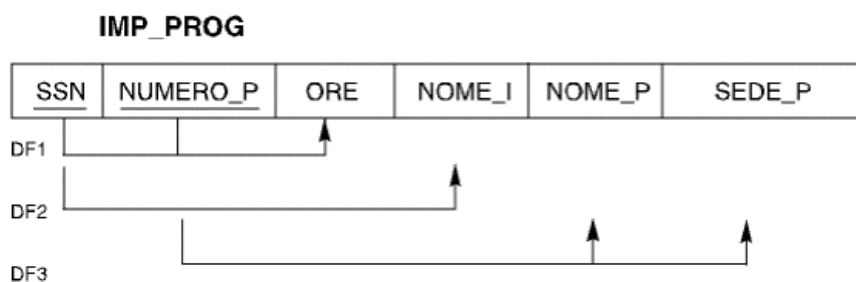 IMP_PROG
SSN NUMERO_P ORE NOME_I NOME_P SEDE_P
DF1
DF2
DF3